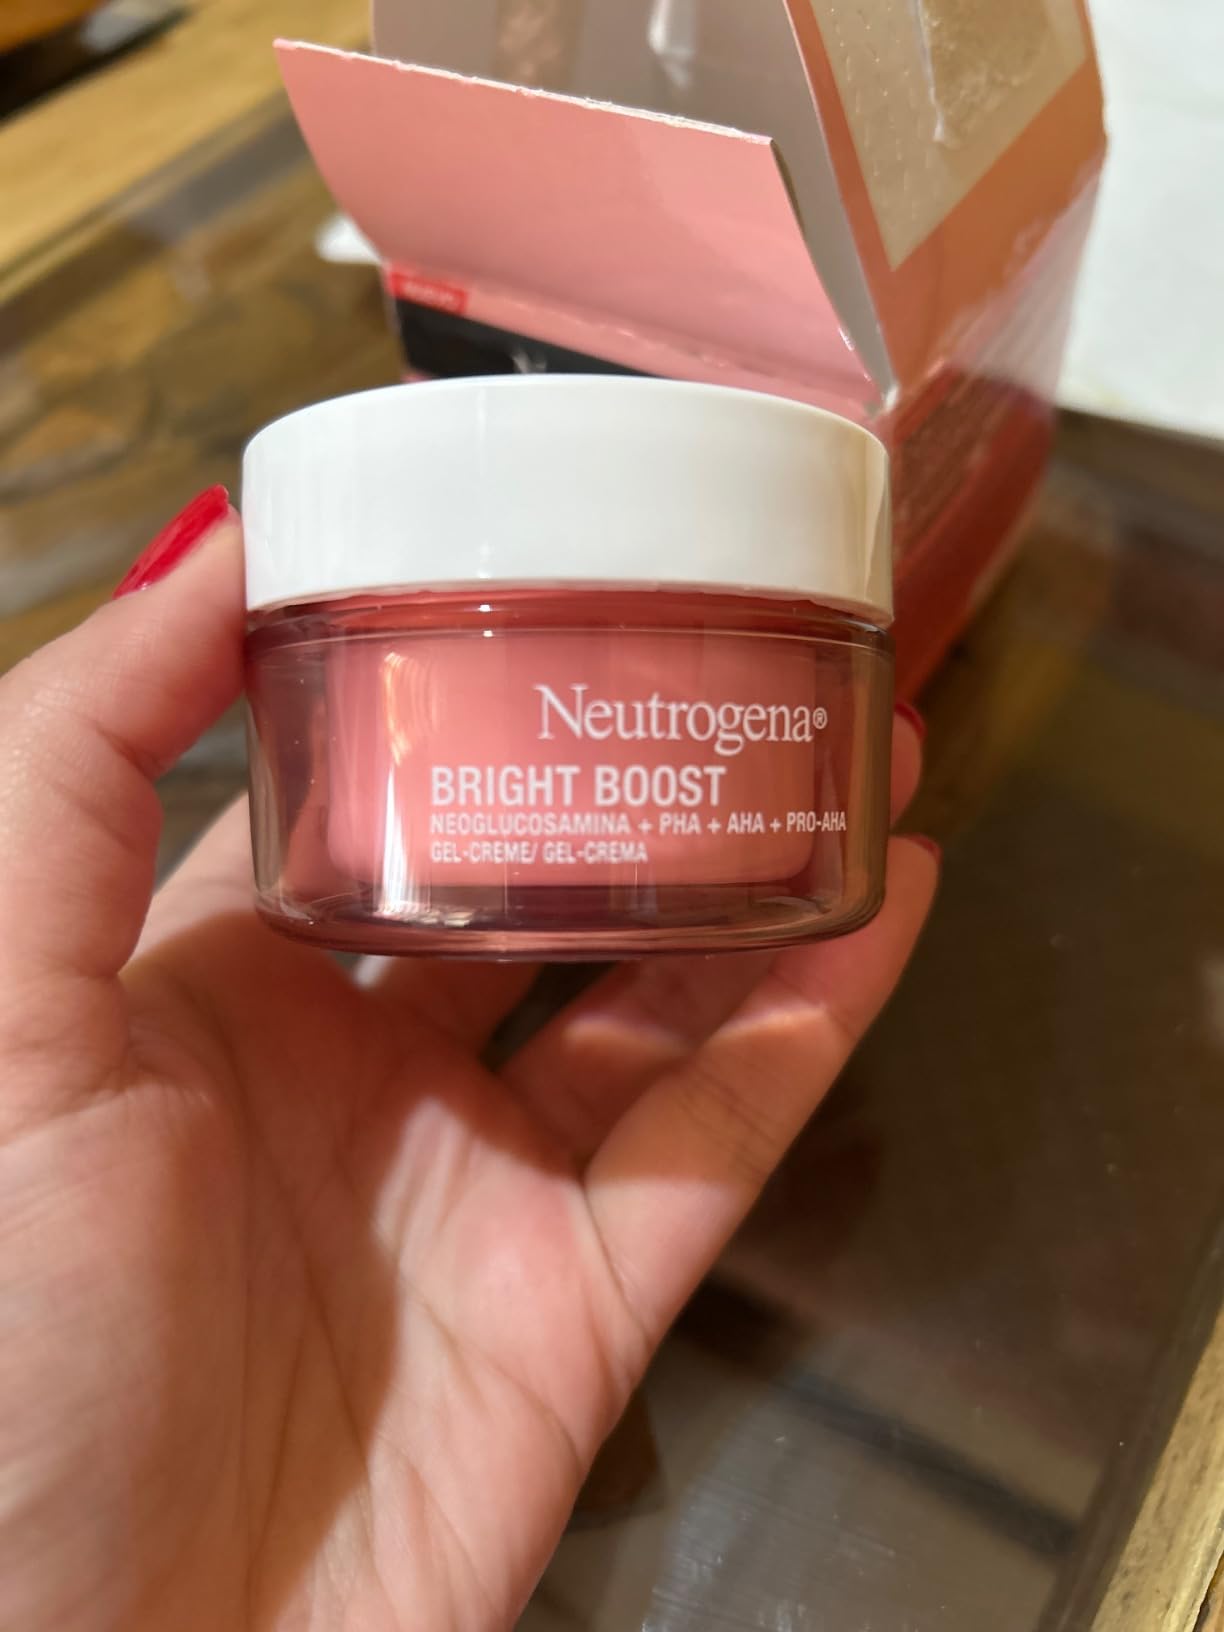 Neutrogena®
BRIGHT BOOST
NEOGLUCOSAMINA + PHA + AHA + PRO-AHA
GEL-CREME/ GEL-CREMA